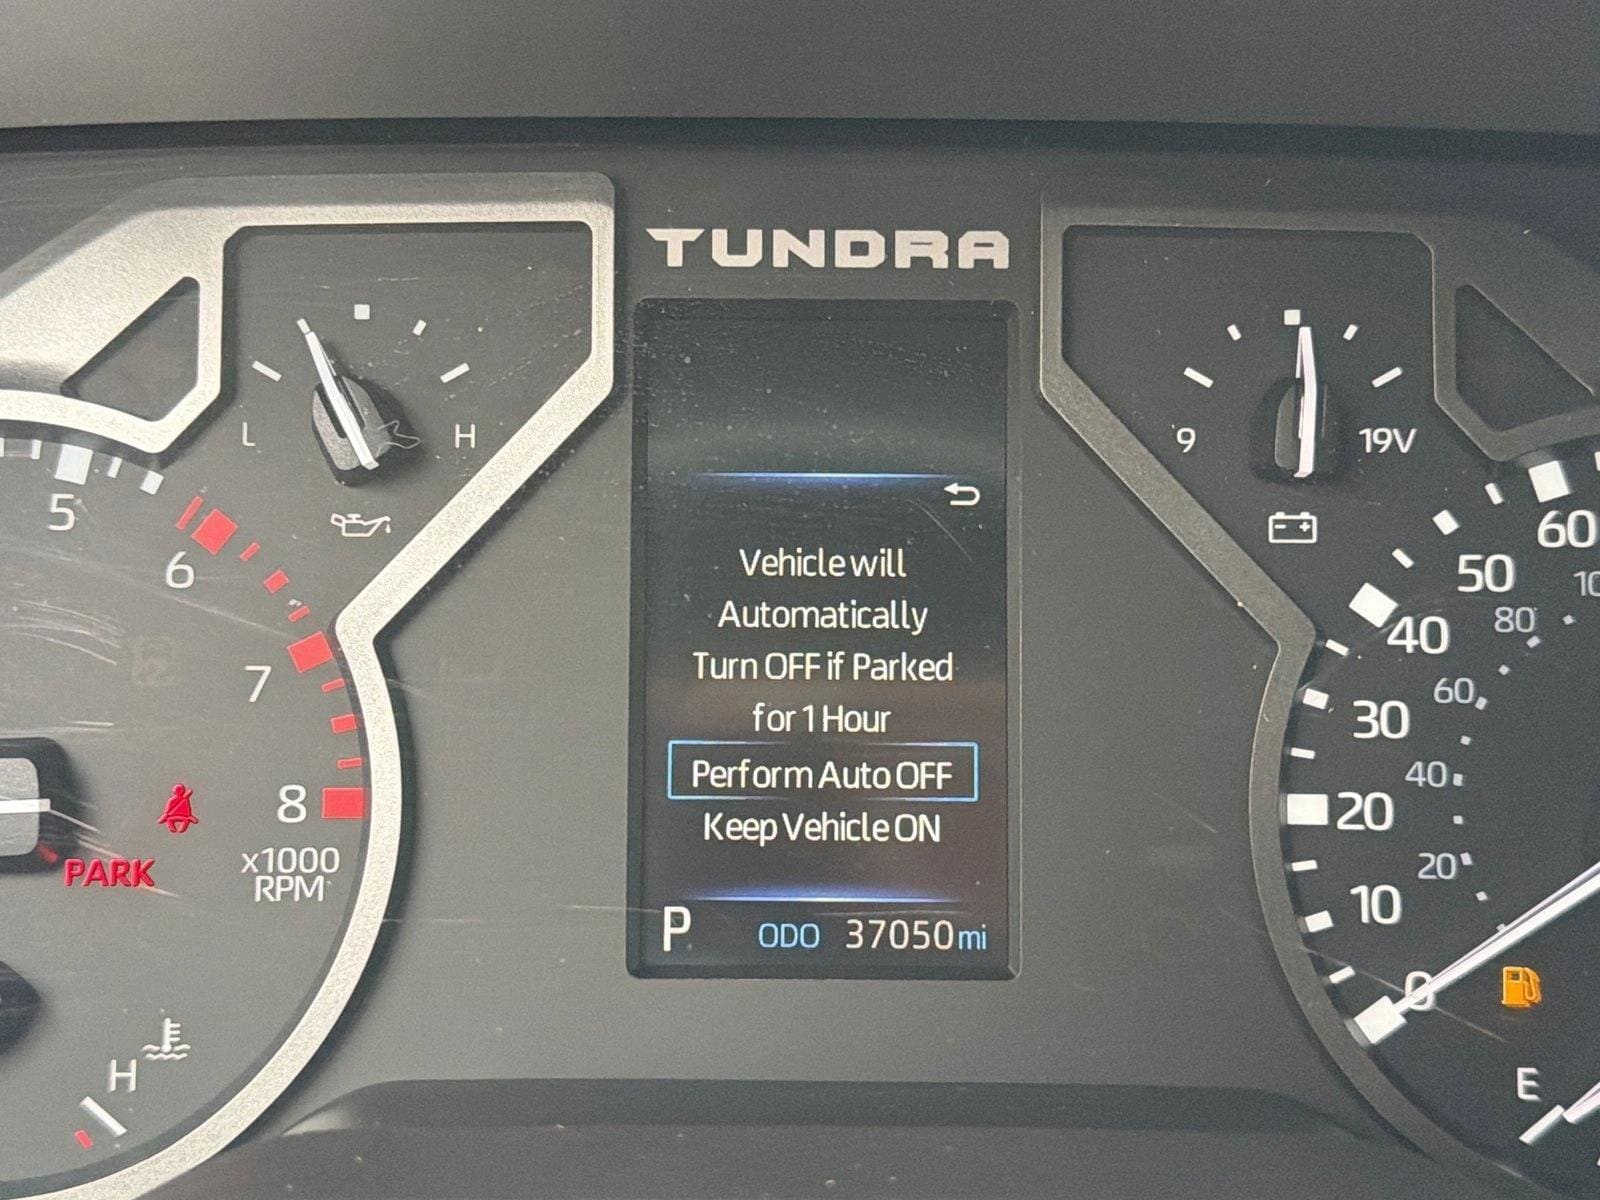 TUNDRA
L
H
9
19V
Vehicle will
Automatically
Turn OFF if Parked
for 1 Hour
Perform Auto OFF
Keep Vehicle ON
P ODO 37050 mi
5
6
7
8
x1000
RPM
PARK
H
60
50
40
30
20
10
0
80
60
40
20
E